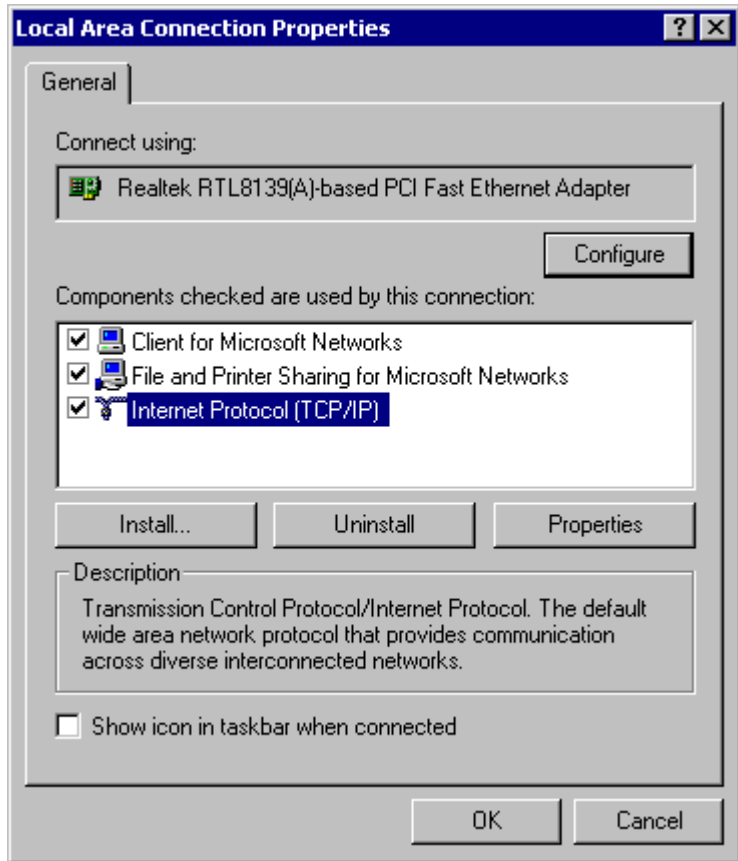 Local Area Connection Properties
General
Connect using:
Realtek RTL8139(A)-based PCI Fast Ethernet Adapter
Configure
Components checked are used by this connection:
Client for Microsoft Networks
File and Printer Sharing for Microsoft Networks
Internet Protocol (TCP/IP)
Install... Uninstall Properties
Description
Transmission Control Protocol/Internet Protocol. The default
wide area network protocol that provides communication
across diverse interconnected networks.
Show icon in taskbar when connected
OK Cancel